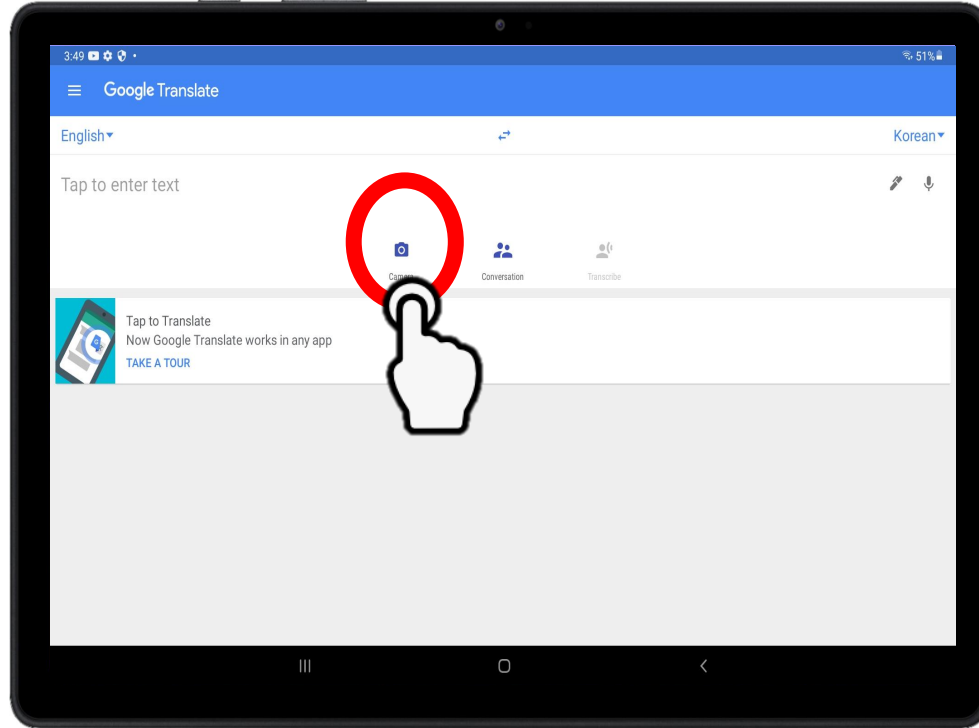 3:49
51%
Google Translate
English
Korean
Tap to enter text
Conversation
Transcribe
Tap to Translate
Now Google Translate works in any app
TAKE A TOUR